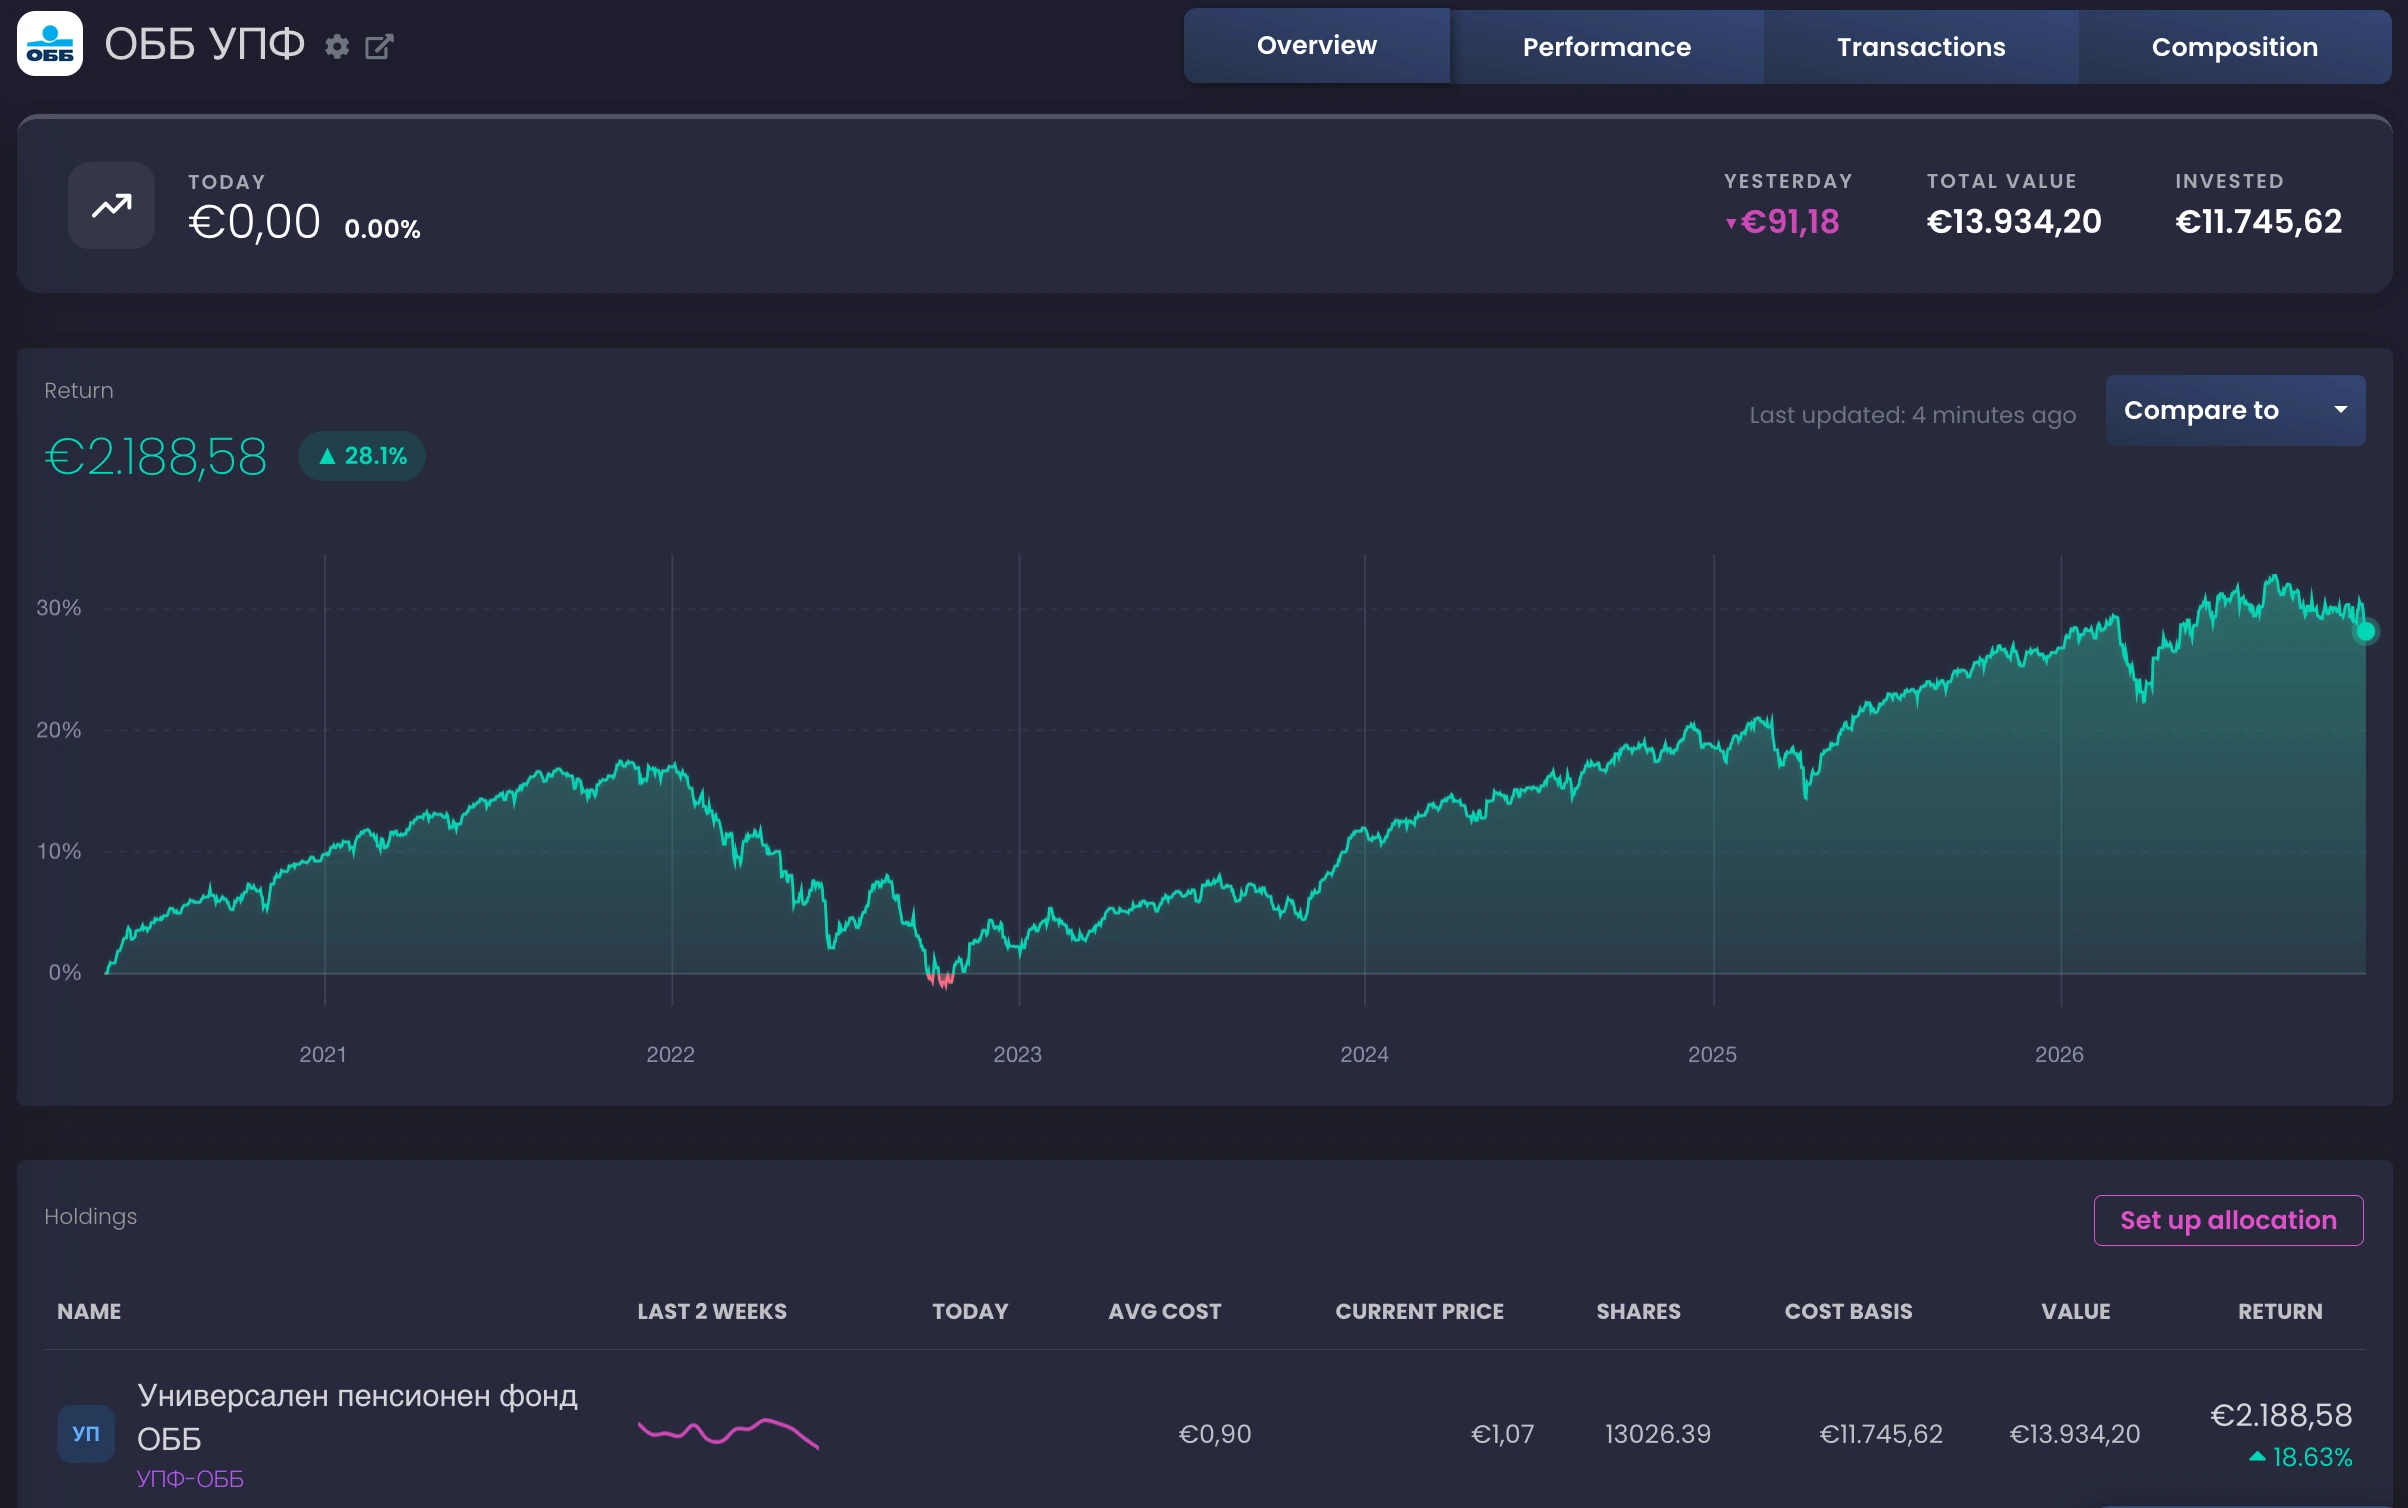 ОББ
ОББ УПФ
Overview
Performance
Transactions
Composition
TODAY
€0,00 0.00%
YESTERDAY
▼€91,18
TOTAL VALUE
€13.934,20
INVESTED
€11.745,62
Return
€2.188,58 ▲ 28.1%
Last updated: 4 minutes ago
Compare to
30%
20%
10%
0%
2021
2022
2023
2024
2025
2026
Holdings
Set up allocation
NAME LAST 2 WEEKS TODAY AVG COST CURRENT PRICE SHARES COST BASIS VALUE RETURN
УП
Универсален пенсионен фонд
ОББ
УПФ-ОББ
€0,90
€1,07
13026.39
€11.745,62
€13.934,20
€2.188,58
▲ 18.63%